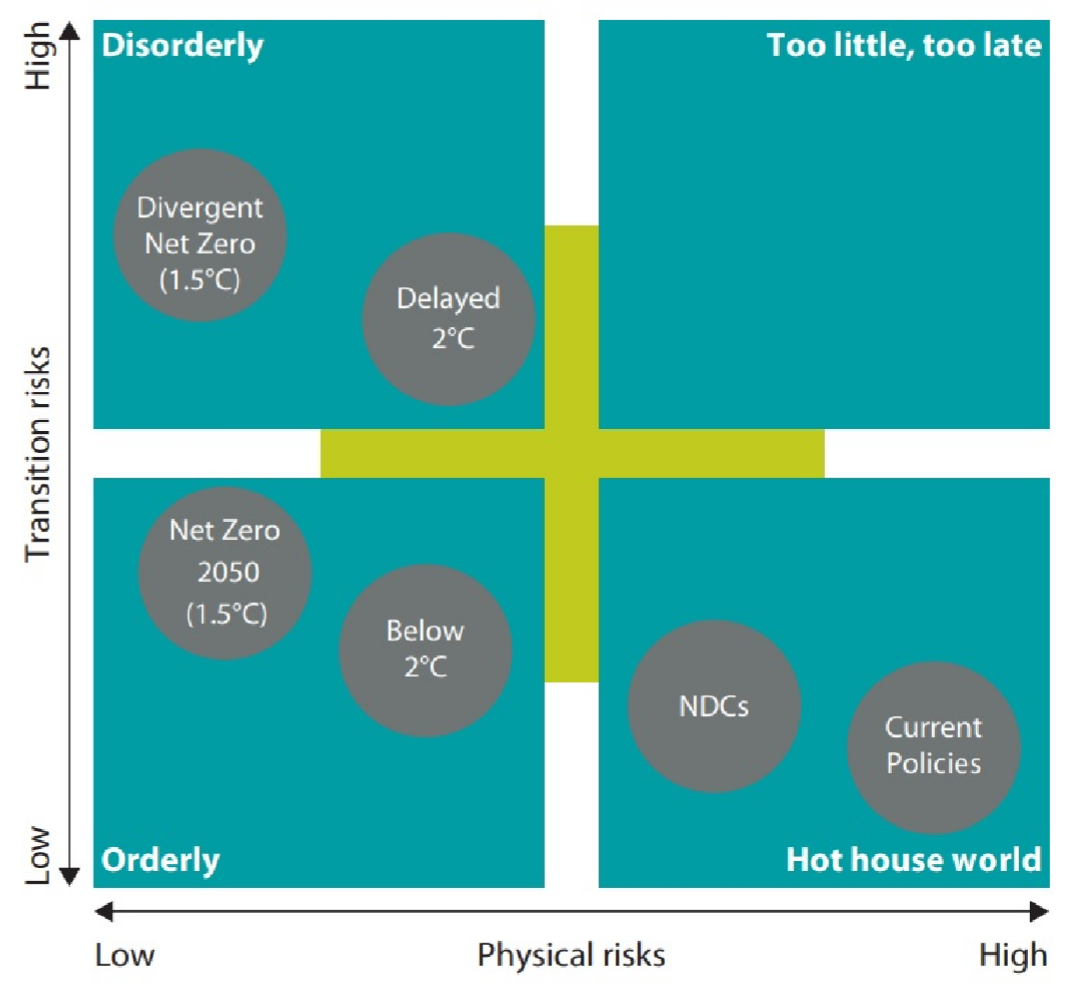 High
Disorderly
Too little, too late
Divergent
Net Zero
(1.5°C)
Delayed
2°C
Transition risks
Net Zero
2050
(1.5°C)
Below
2°C
NDCs
Current
Policies
Low
Orderly
Hot house world
Low
Physical risks
High